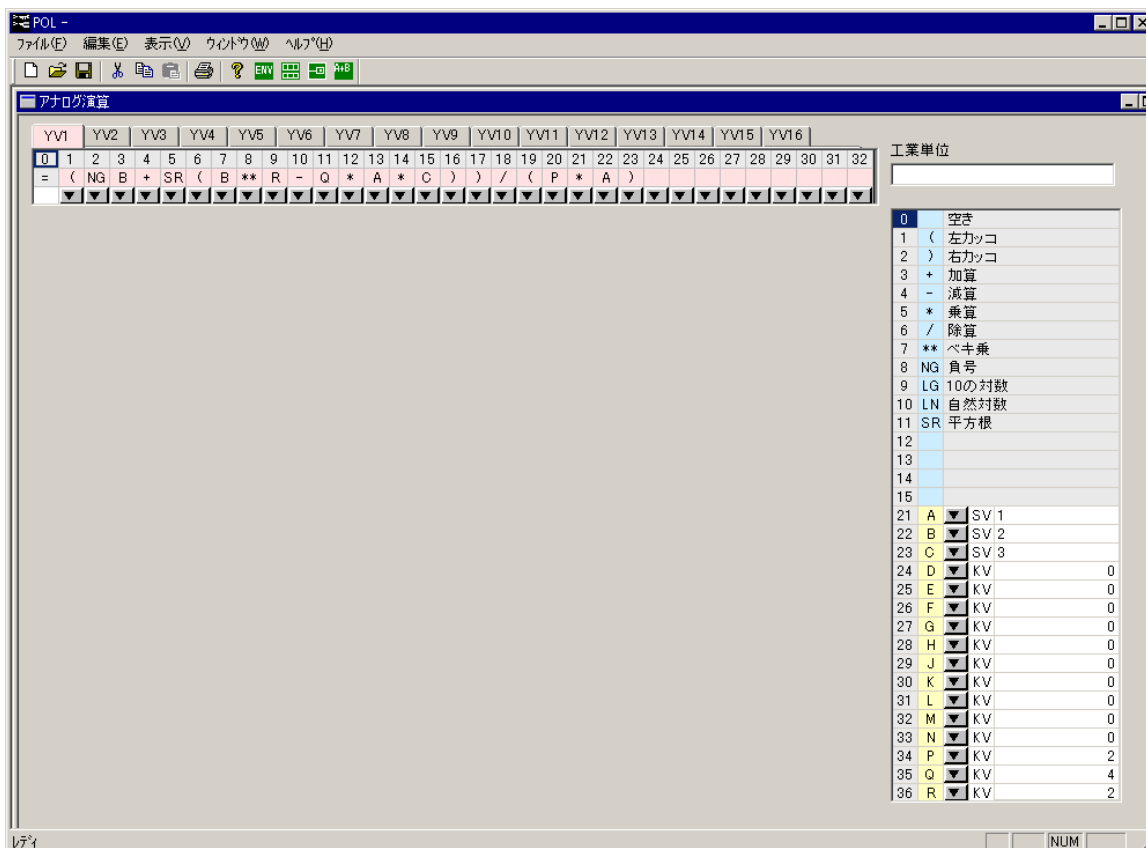 POL -
ファイル(F) 編集(E) 表示(V) ウィンドウ(W) ヘルプ(H)
ENV A+B
アナログ演算
YV1 YV2 YV3 YV4 YV5 YV6 YV7 YV8 YV9 YV10 YV11 YV12 YV13 YV14 YV15 YV16
0 1 2 3 4 5 6 7 8 9 10 11 12 13 14 15 16 17 18 19 20 21 22 23 24 25 26 27 28 29 30 31 32
= ( NG B + SR ( B ** R - Q * A * C ) ) / ( P * A )
工業単位
0 空き
1 ( 左カッコ
2 ) 右カッコ
3 + 加算
4 - 減算
5 * 乗算
6 / 除算
7 ** ベキ乗
8 NG 負号
9 LG 10の対数
10 LN 自然対数
11 SR 平方根
12
13
14
15
21 A SV 1
22 B SV 2
23 C SV 3
24 D KV 0
25 E KV 0
26 F KV 0
27 G KV 0
28 H KV 0
29 J KV 0
30 K KV 0
31 L KV 0
32 M KV 0
33 N KV 0
34 P KV 2
35 Q KV 4
36 R KV 2
レディ NUM